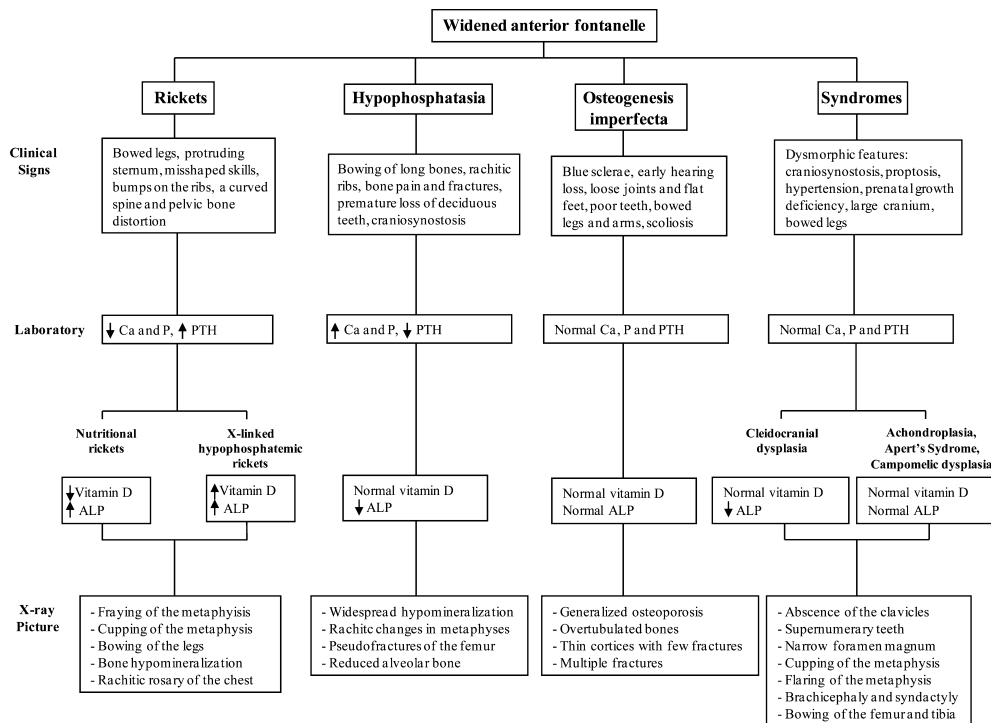 Widened anterior fontanelle
Rickets
Hypophosphatasia
Osteogenesis
imperfecta
Syndromes
Clinical
Signs
Bowed legs, protruding
sternum, misshaped skills,
bumps on the ribs, a curved
spine and pelvic bone
distortion
Bowing of long bones, rachitic
ribs, bone pain and fractures,
premature loss of deciduous
teeth, craniosynostosis
Blue sclerae, early hearing
loss, loose joints and flat
feet, poor teeth, bowed
legs and arms, scoliosis
Dysmorphic features:
craniosynostosis, proptosis,
hypertension, prenatal growth
deficiency, large cranium,
bowed legs
Laboratory
↓ Ca and P, ↑ PTH
↑ Ca and P, ↓ PTH
Normal Ca, P and PTH
Normal Ca, P and PTH
Nutritional
rickets
X-linked
hypophosphatemic
rickets
Cleidocranial
dysplasia
Achondroplasia,
Apert's Sydrome,
Campomelic dysplasia
↓ Vitamin D
↑ ALP
↑ Vitamin D
↑ ALP
Normal vitamin D
↓ ALP
Normal vitamin D
Normal ALP
Normal vitamin D
↓ ALP
Normal vitamin D
Normal ALP
X-ray
Picture
- Fraying of the metaphyisis
- Cupping of the metaphysis
- Bowing of the legs
- Bone hypomineralization
- Rachitic rosary of the chest
- Widespread hypomineralization
- Rachitc changes in metaphyses
- Pseudofractures of the femur
- Reduced alveolar bone
- Generalized osteoporosis
- Overtubulated bones
- Thin cortices with few fractures
- Multiple fractures
- Abscence of the clavicles
- Supernumerary teeth
- Narrow foramen magnum
- Cupping of the metaphysis
- Flaring of the metaphysis
- Brachicephaly and syndactyly
- Bowing of the femur and tibia